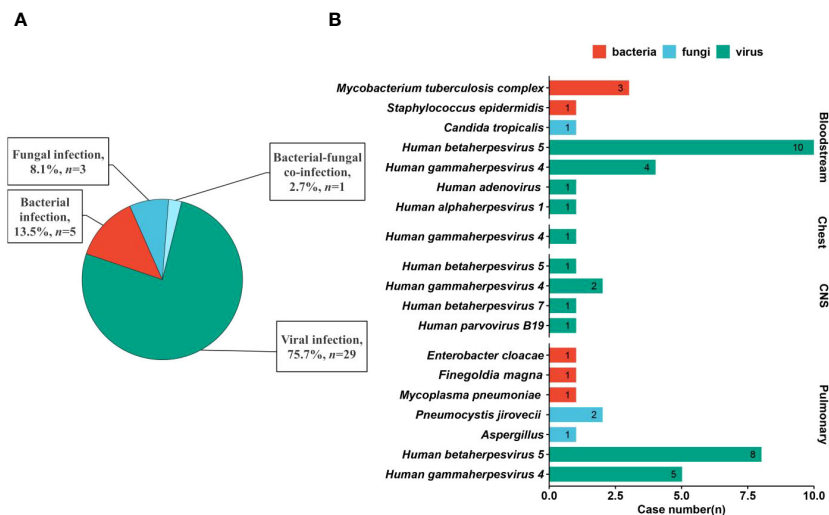 A
Fungal infection,
8.1%, n=3
Bacterial
infection,
13.5%, n=5
Bacterial-fungal
co-infection,
2.7%, n=1
Viral infection,
75.7%, n=29
B
bacteria fungi virus
Mycobacterium tuberculosis complex 3
Staphylococcus epidermidis 1
Candida tropicalis 1
Human betaherpesvirus 5 10
Human gammaherpesvirus 4 4
Human adenovirus 1
Human alphaherpesvirus 1 1
Bloodstream
Human gammaherpesvirus 4 1
Chest
Human betaherpesvirus 5 1
Human gammaherpesvirus 4 2
Human betaherpesvirus 7 1
Human parvovirus B19 1
CNS
Enterobacter cloacae 1
Finegoldia magna 1
Mycoplasma pneumoniae 1
Pneumocystis jirovecii 2
Aspergillus 1
Human betaherpesvirus 5 8
Human gammaherpesvirus 4 5
Pulmonary
0.0 2.5 5.0 7.5 10.0
Case number(n)